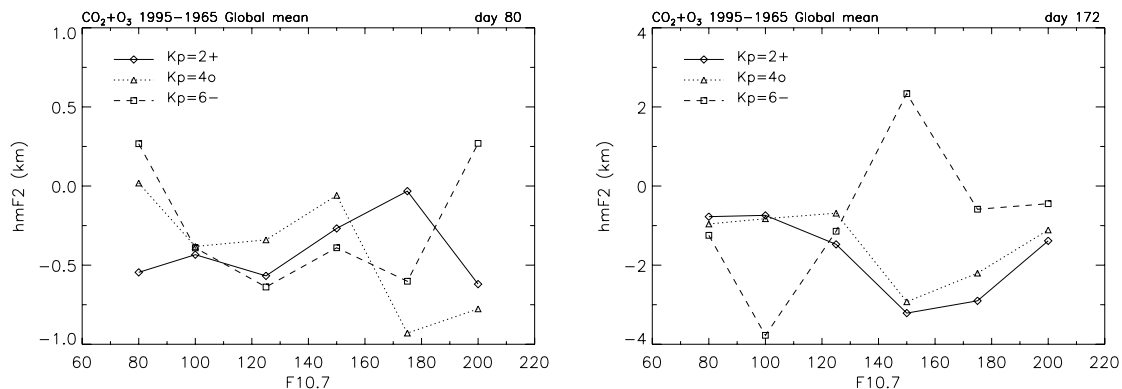 CO₂+O₃ 1995−1965 Global mean day 80
1.0
0.5
0.0
−0.5
−1.0
hmF2 (km)
Kp=2+
Kp=4o
Kp=6−
60 80 100 120 140 160 180 200 220
F10.7
CO₂+O₃ 1995−1965 Global mean day 172
4
2
0
−2
−4
hmF2 (km)
Kp=2+
Kp=4o
Kp=6−
60 80 100 120 140 160 180 200 220
F10.7